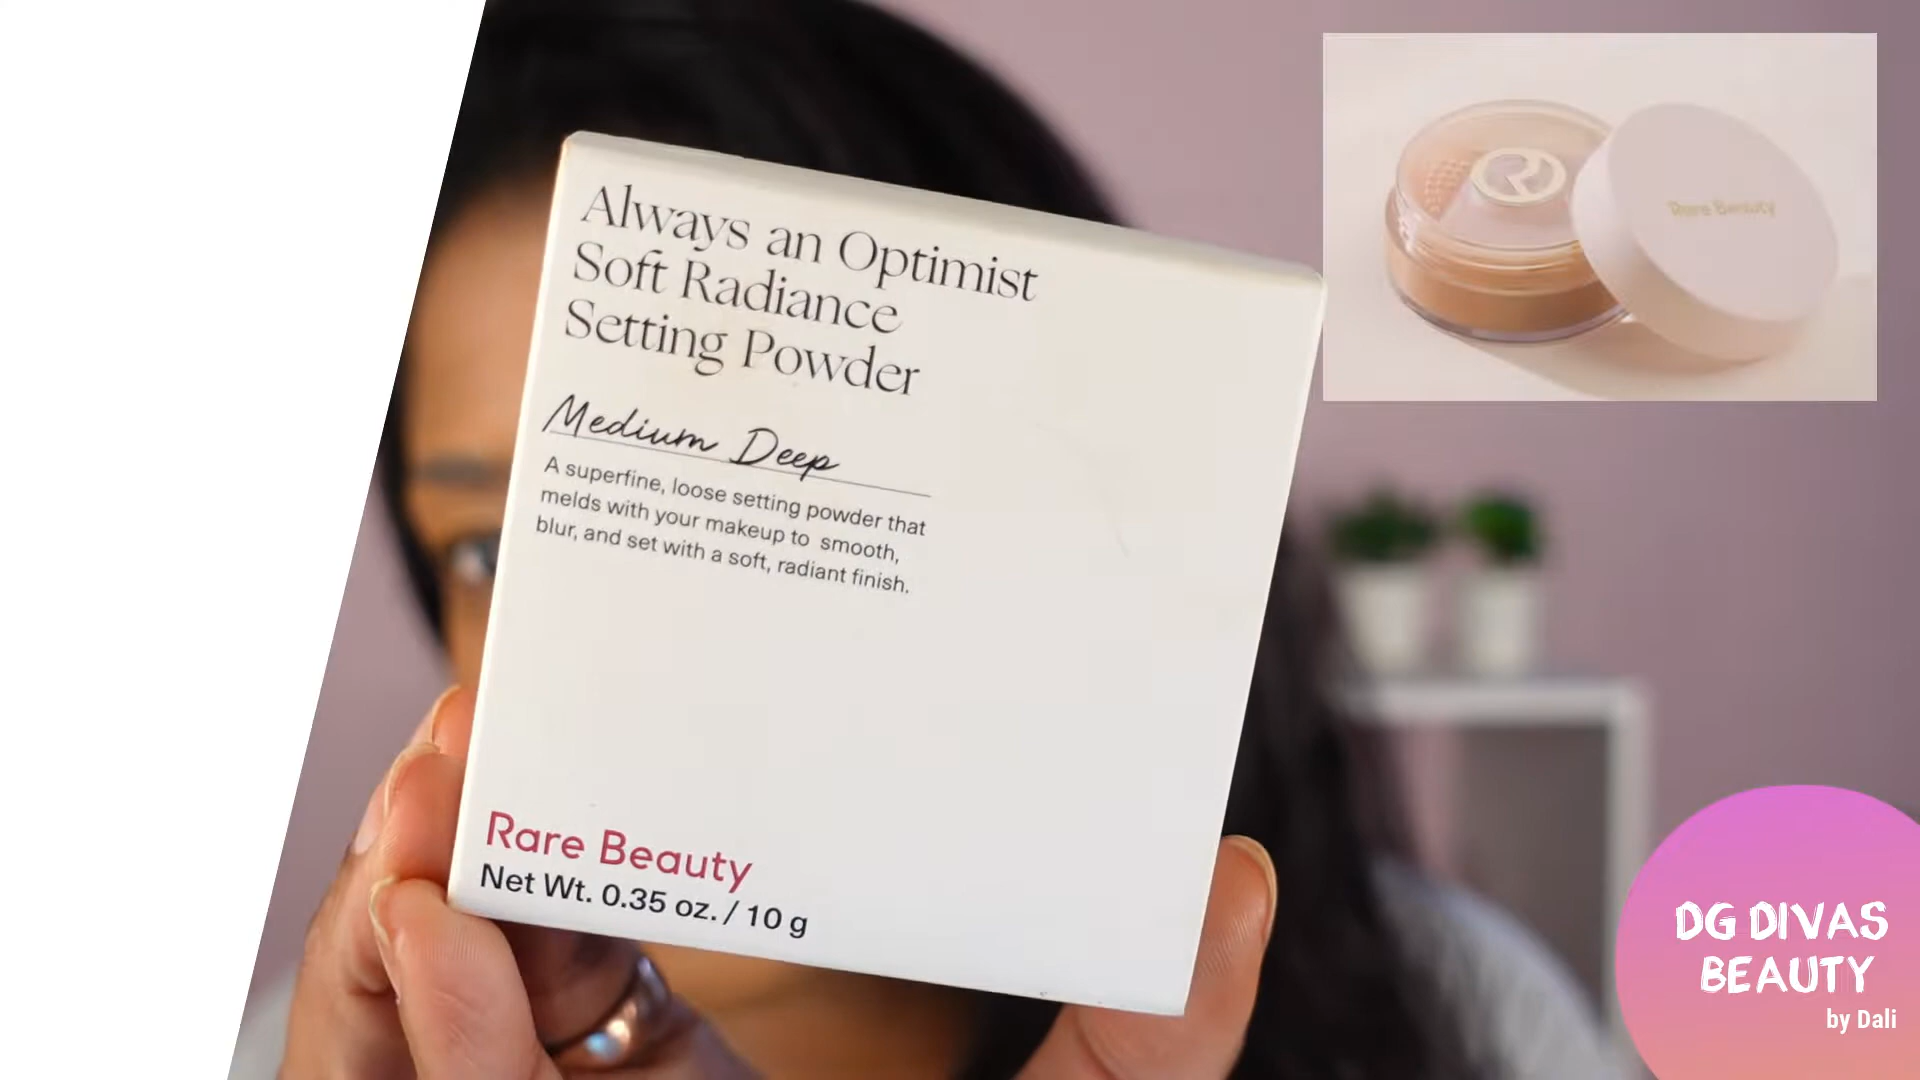 Always an Optimist
Soft Radiance
Setting Powder
Medium Deep
A superfine, loose setting powder that
melds with your makeup to smooth,
blur, and set with a soft, radiant finish.
Rare Beauty
Net Wt. 0.35 oz. / 10 g
Rare Beauty
DG DIVAS
BEAUTY
by Dali